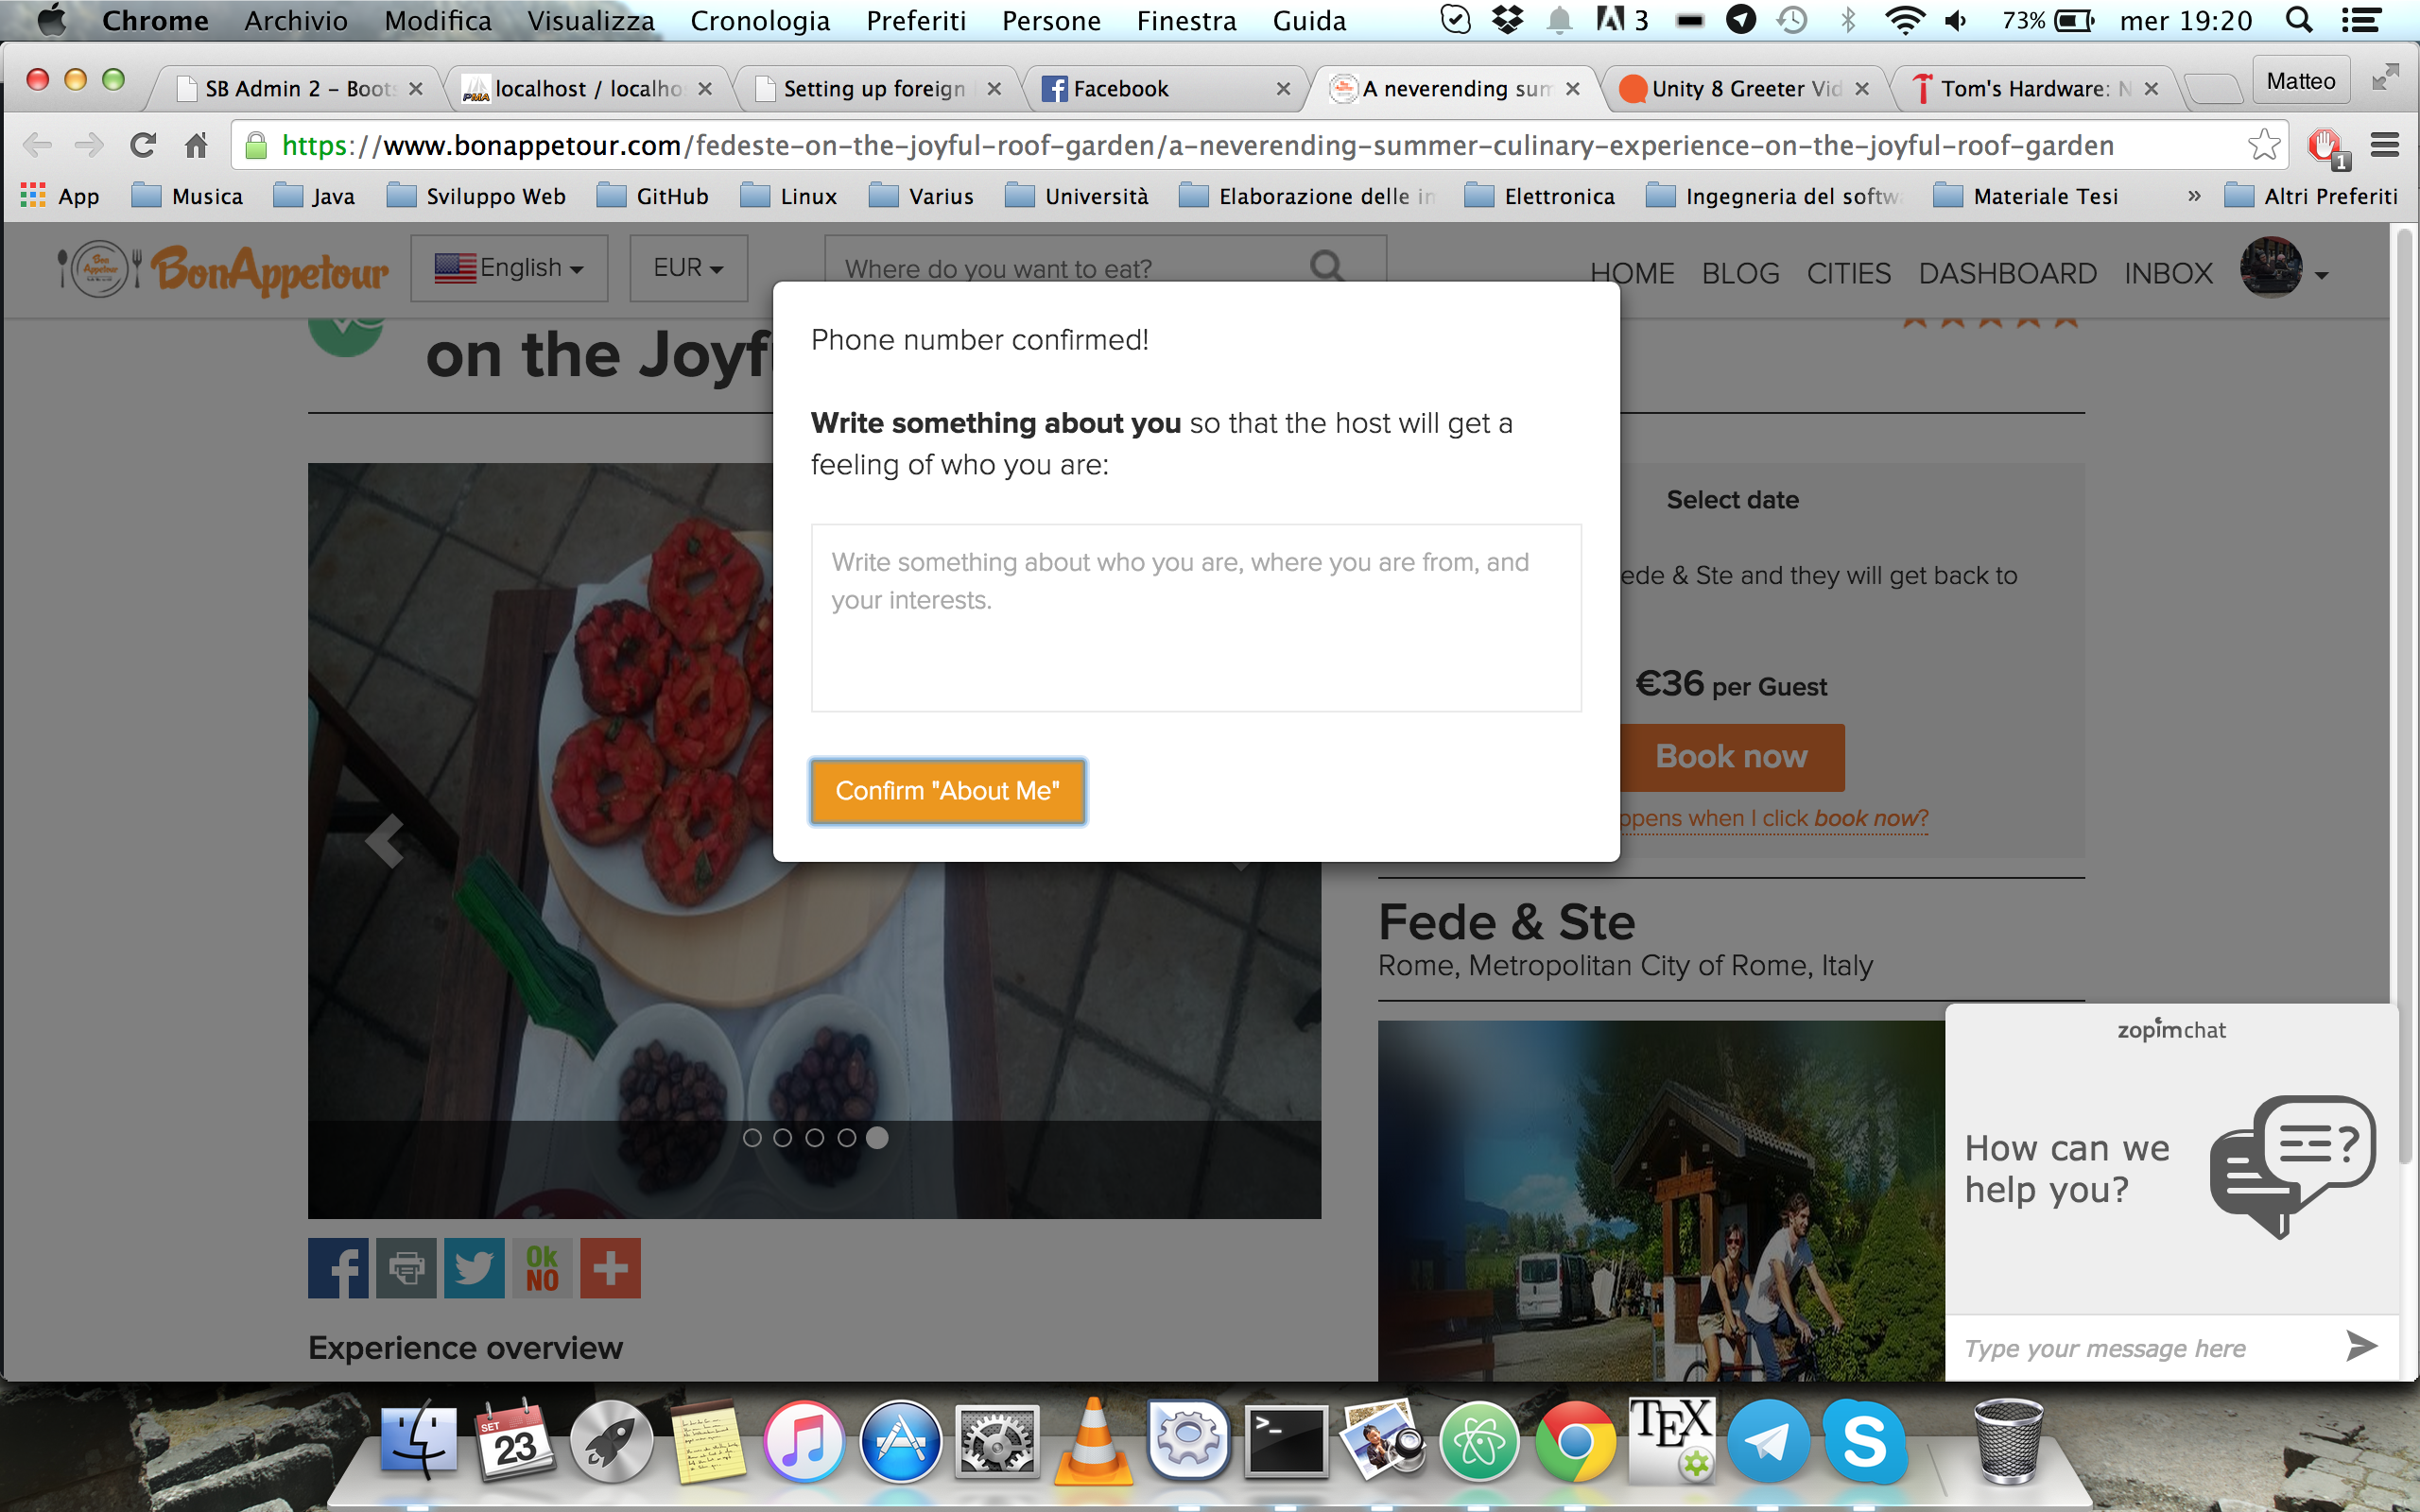 Chrome Archivio Modifica Visualizza Cronologia Preferiti Persone Finestra Guida 3 73% mer 19:20
SB Admin 2 – Boots localhost / localho Setting up foreign Facebook A neverending sum Unity 8 Greeter Vid Tom's Hardware: N Matteo
https://www.bonappetour.com/fedeste-on-the-joyful-roof-garden/a-neverending-summer-culinary-experience-on-the-joyful-roof-garden 1
App Musica Java Sviluppo Web GitHub Linux Varius Università Elaborazione delle im Elettronica Ingegneria del softwa Materiale Tesi » Altri Preferiti
BonAppetour English EUR Where do you want to eat? HOME BLOG CITIES DASHBOARD INBOX
on the Joyf
Phone number confirmed!
Write something about you so that the host will get a
feeling of who you are:
Write something about who you are, where you are from, and
your interests.
Confirm "About Me"
Select date
ede & Ste and they will get back to
€36 per Guest
Book now
ppens when I click book now?
Fede & Ste
Rome, Metropolitan City of Rome, Italy
zopim chat
How can we
help you?
Type your message here
Ok
NO
Experience overview
SET
23
TEX